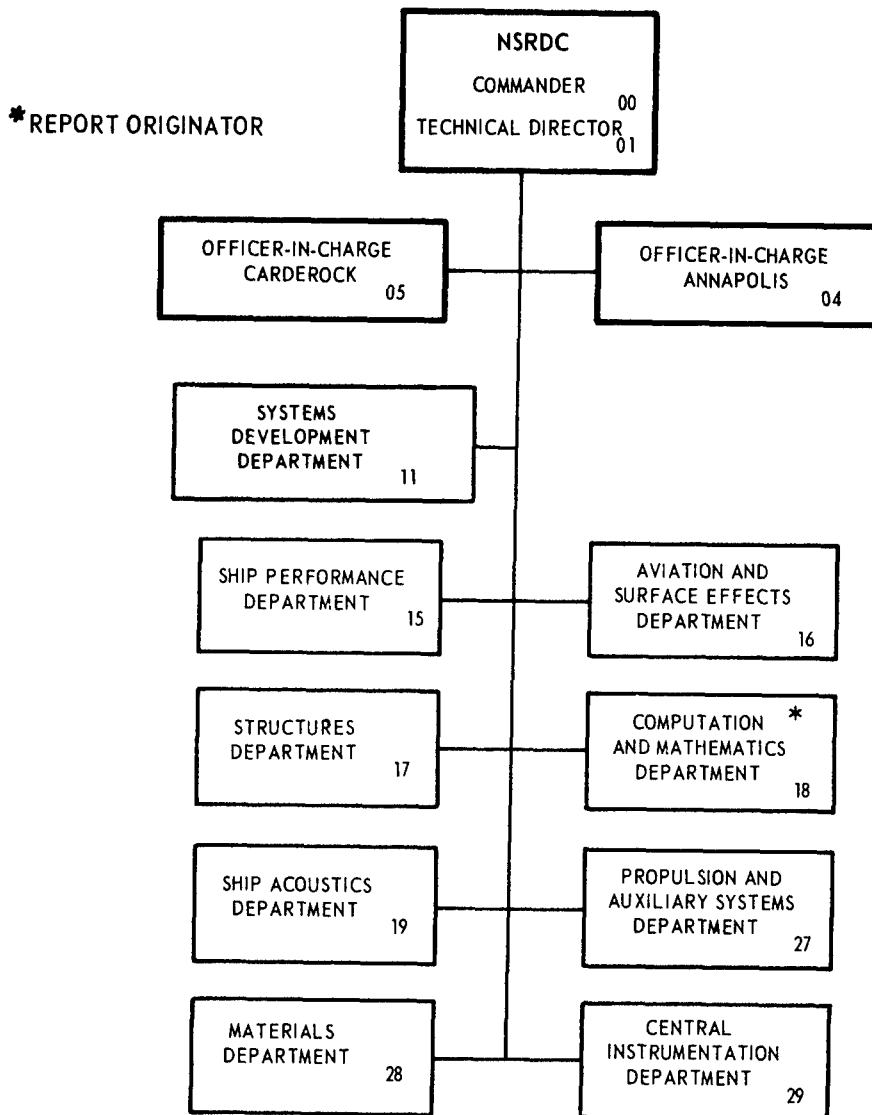 NSRDC
COMMANDER
00
TECHNICAL DIRECTOR
01
*REPORT ORIGINATOR
OFFICER-IN-CHARGE
CARDEROCK
05
OFFICER-IN-CHARGE
ANNAPOLIS
04
SYSTEMS
DEVELOPMENT
DEPARTMENT
11
SHIP PERFORMANCE
DEPARTMENT
15
AVIATION AND
SURFACE EFFECTS
DEPARTMENT
16
STRUCTURES
DEPARTMENT
17
COMPUTATION *
AND MATHEMATICS
DEPARTMENT
18
SHIP ACOUSTICS
DEPARTMENT
19
PROPULSION AND
AUXILIARY SYSTEMS
DEPARTMENT
27
MATERIALS
DEPARTMENT
28
CENTRAL
INSTRUMENTATION
DEPARTMENT
29